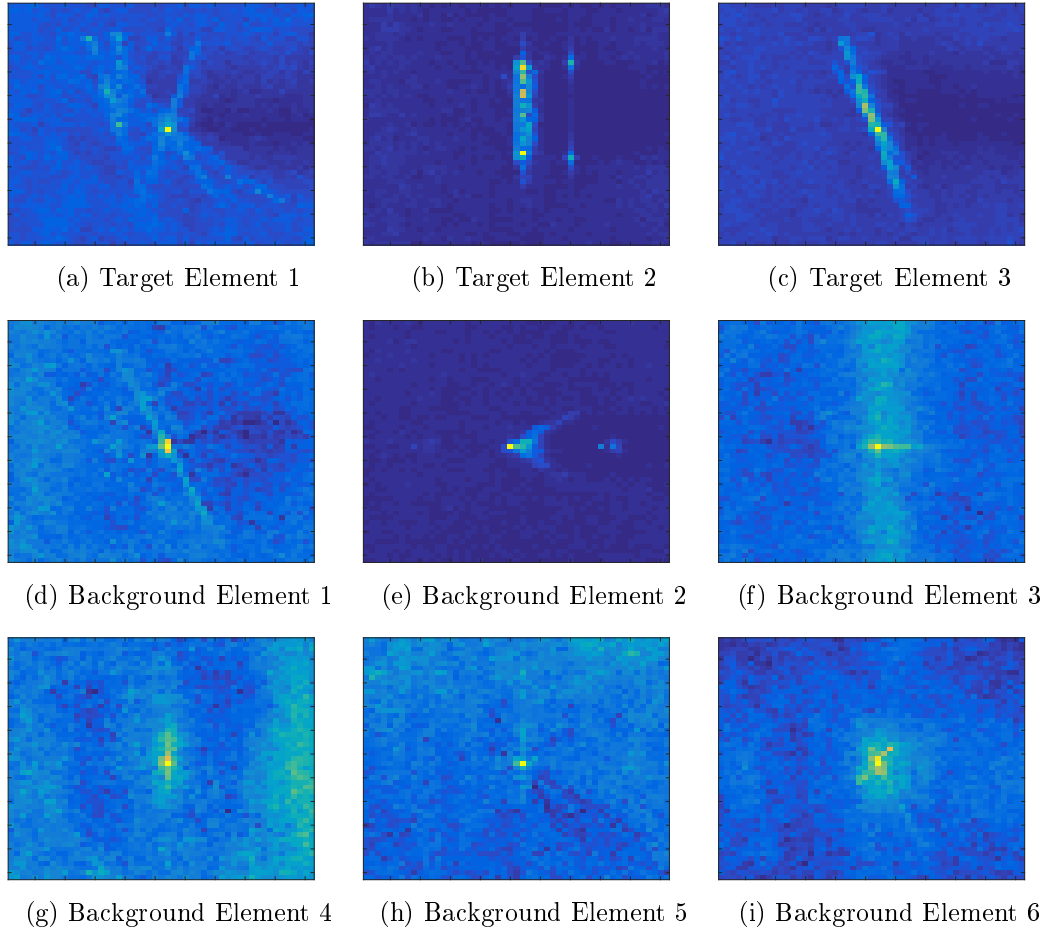 (a) Target Element 1
(b) Target Element 2
(c) Target Element 3
(d) Background Element 1
(e) Background Element 2
(f) Background Element 3
(g) Background Element 4
(h) Background Element 5
(i) Background Element 6